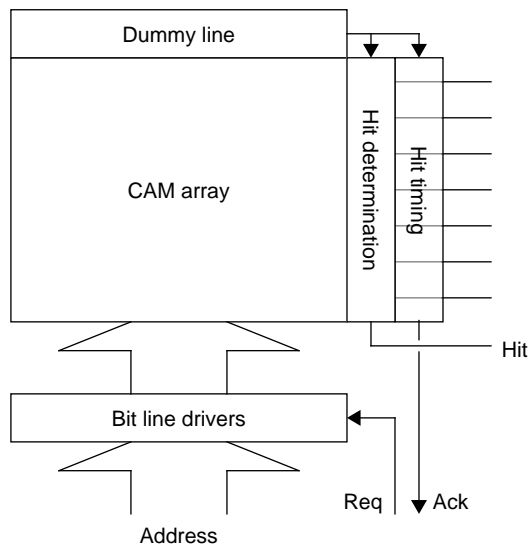 Dummy line
CAM array
Hit determination
Hit timing
Hit
Bit line drivers
Req
Ack
Address